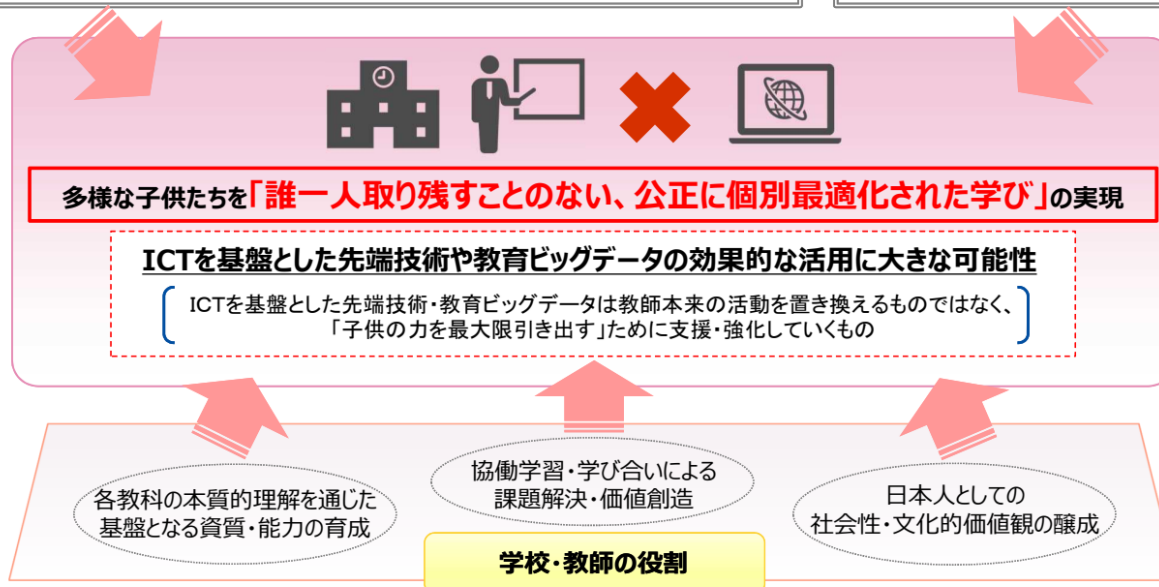 多様な子供たちを「誰一人取り残すことのない、公正に個別最適化された学び」の実現
ICTを基盤とした先端技術や教育ビッグデータの効果的な活用に大きな可能性
ICTを基盤とした先端技術・教育ビッグデータは教師本来の活動を置き換えるものではなく、
「子供の力を最大限引き出す」ために支援・強化していくもの
各教科の本質的理解を通じた
基盤となる資質・能力の育成
協働学習・学び合いによる
課題解決・価値創造
日本人としての
社会性・文化的価値観の醸成
学校・教師の役割